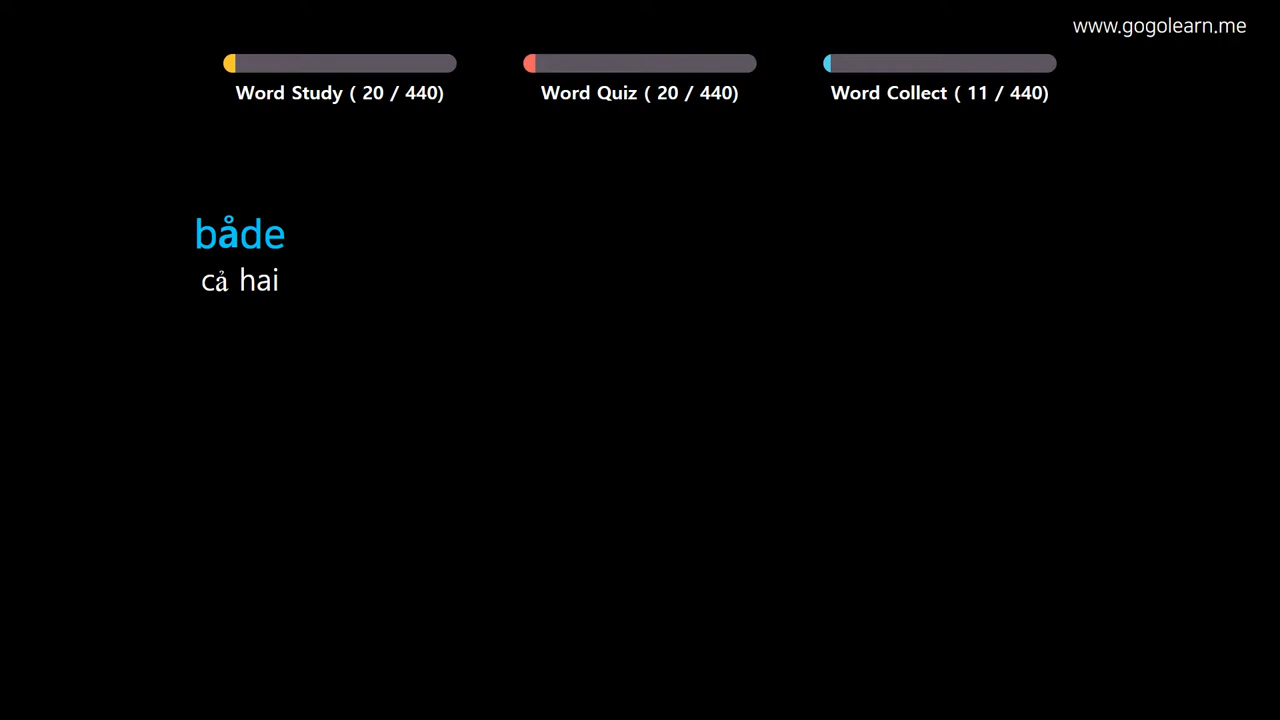 www.gogolearn.me
Word Study ( 20 / 440)
Word Quiz ( 20 / 440)
Word Collect ( 11 / 440)
både
cả hai